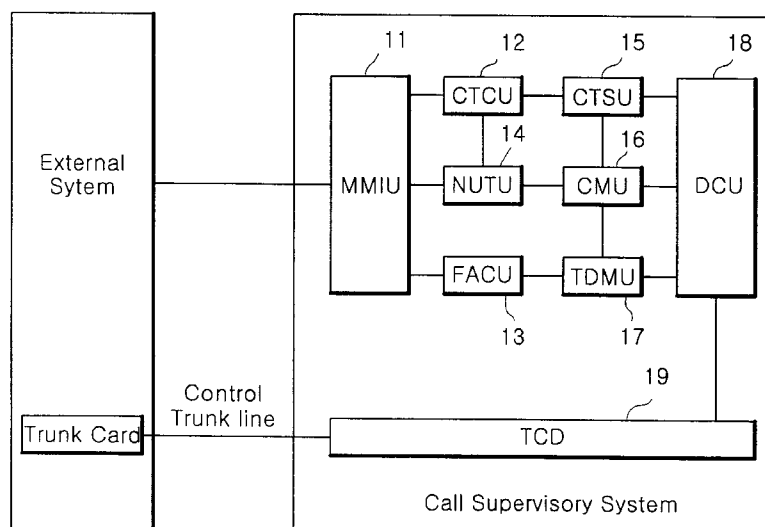 11
12
15
18
CTCU
CTSU
14
16
External
Sytem
MMIU
NUTU
CMU
DCU
FACU
TDMU
13
17
Control
Trunk line
19
Trunk Card
TCD
Call Supervisory System